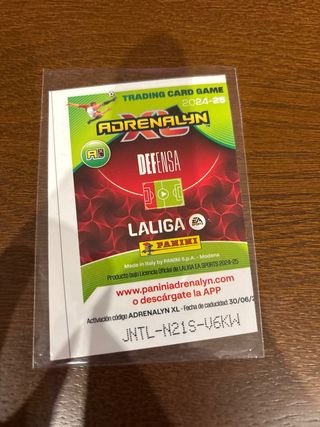 TRADING CARD GAME
2024-25
ADRENALYN
XL
DEFENSA
LALIGA EA SPORTS
PANINI
Made in Italy by PANINI S.p.A. - Modena
Producto bajo Licencia Oficial de LALIGA EA SPORTS 2024-25
www.paniniadrenalyn.com
o descárgate la APP
Activación código ADRENALYN XL - Fecha de caducidad 30/06/2
JNTL-N21S-V6KW